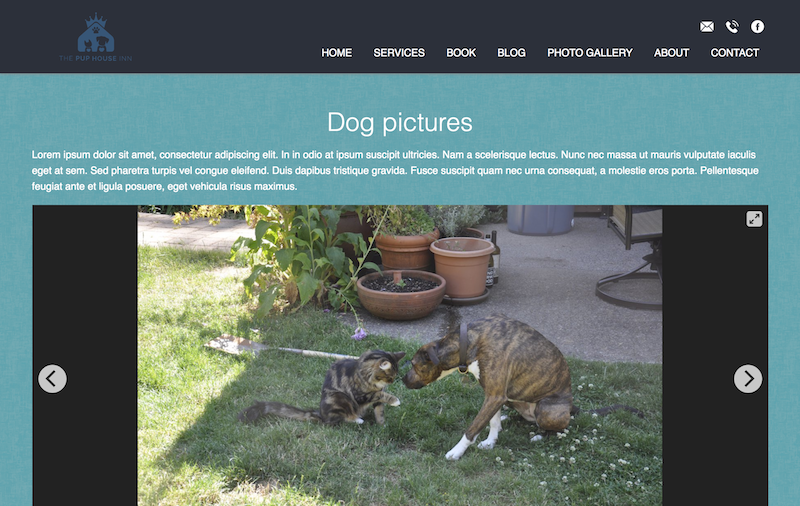 THE PUP HOUSE INN
HOME SERVICES BOOK BLOG PHOTO GALLERY ABOUT CONTACT
Dog pictures
Lorem ipsum dolor sit amet, consectetur adipiscing elit. In in odio at ipsum suscipit ultricies. Nam a scelerisque lectus. Nunc nec massa ut mauris vulputate iaculis
eget at sem. Sed pharetra turpis vel congue eleifend. Duis dapibus tristique gravida. Fusce suscipit quam nec urna consequat, a molestie eros porta. Pellentesque
feugiat ante et ligula posuere, eget vehicula risus maximus.